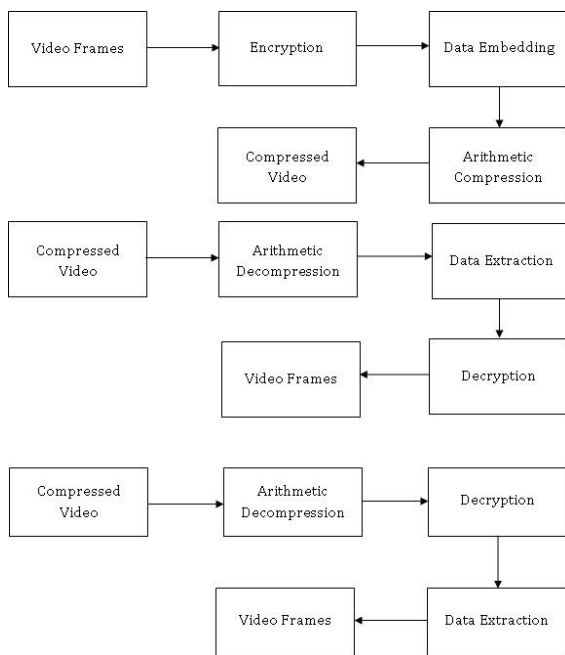 Video Frames
Encryption
Data Embedding
Compressed
Video
Arithmetic
Compression
Compressed
Video
Arithmetic
Decompression
Data Extraction
Video Frames
Decryption
Compressed
Video
Arithmetic
Decompression
Decryption
Video Frames
Data Extraction